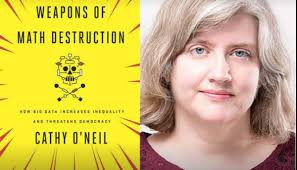 WEAPONS OF
MATH DESTRUCTION
HOW BIG DATA INCREASES INEQUALITY
AND THREATENS DEMOCRACY
CATHY O'NEIL